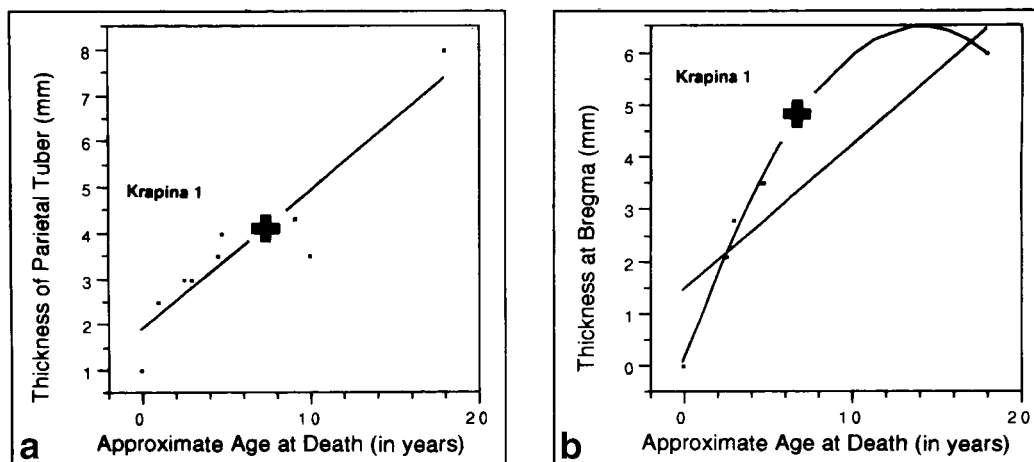 Thickness of Parietal Tuber (mm)
8
7
6
5
4
3
2
1
Krapina 1
0
10
20
a
Approximate Age at Death (in years)
Thickness at Bregma (mm)
6
5
4
3
2
1
0
Krapina 1
0
10
20
b
Approximate Age at Death (in years)